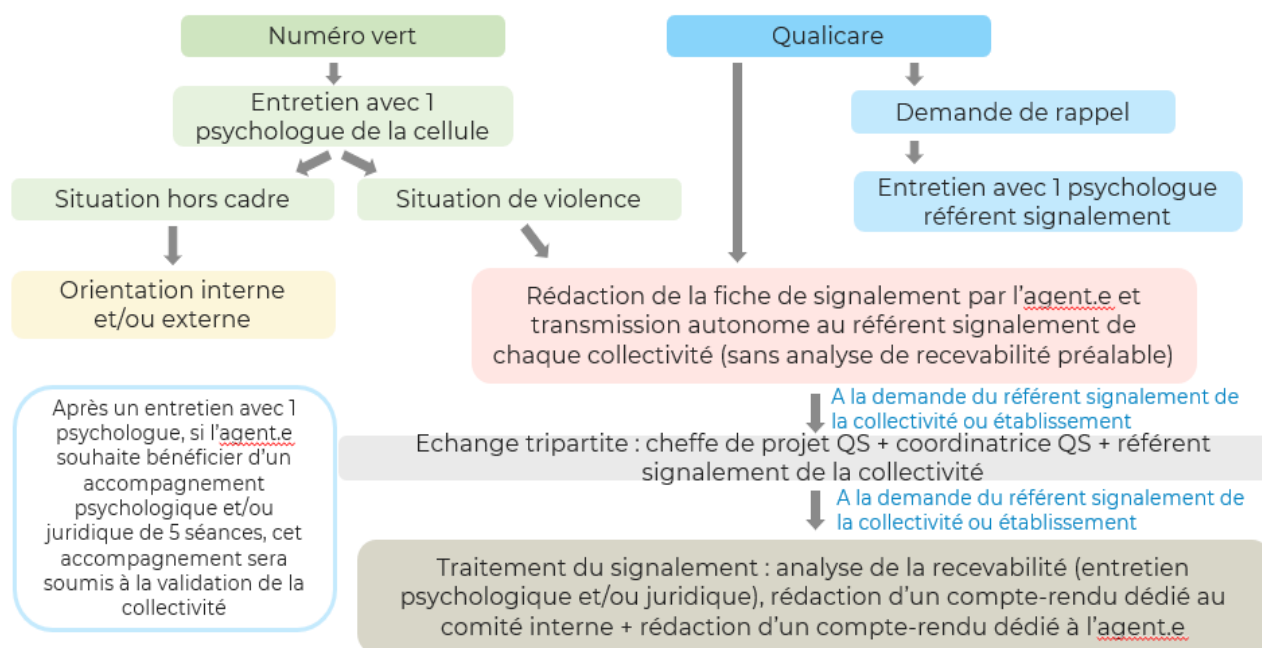 Numéro vert
Qualicare
Entretien avec 1
psychologue de la cellule
Demande de rappel
Situation hors cadre
Situation de violence
Entretien avec 1 psychologue
référent signalement
Orientation interne
et/ou externe
Rédaction de la fiche de signalement par l’agent.e et
transmission autonome au référent signalement de
chaque collectivité (sans analyse de recevabilité préalable)
Après un entretien avec 1
psychologue, si l’agent.e
souhaite bénéficier d’un
accompagnement
psychologique et/ou
juridique de 5 séances, cet
accompagnement sera
soumis à la validation de la
collectivité
A la demande du référent signalement de
la collectivité ou établissement
Echange tripartite : cheffe de projet QS + coordinatrice QS + référent
signalement de la collectivité
A la demande du référent signalement de
la collectivité ou établissement
Traitement du signalement : analyse de la recevabilité (entretien
psychologique et/ou juridique), rédaction d’un compte-rendu dédié au
comité interne + rédaction d’un compte-rendu dédié à l’agent.e